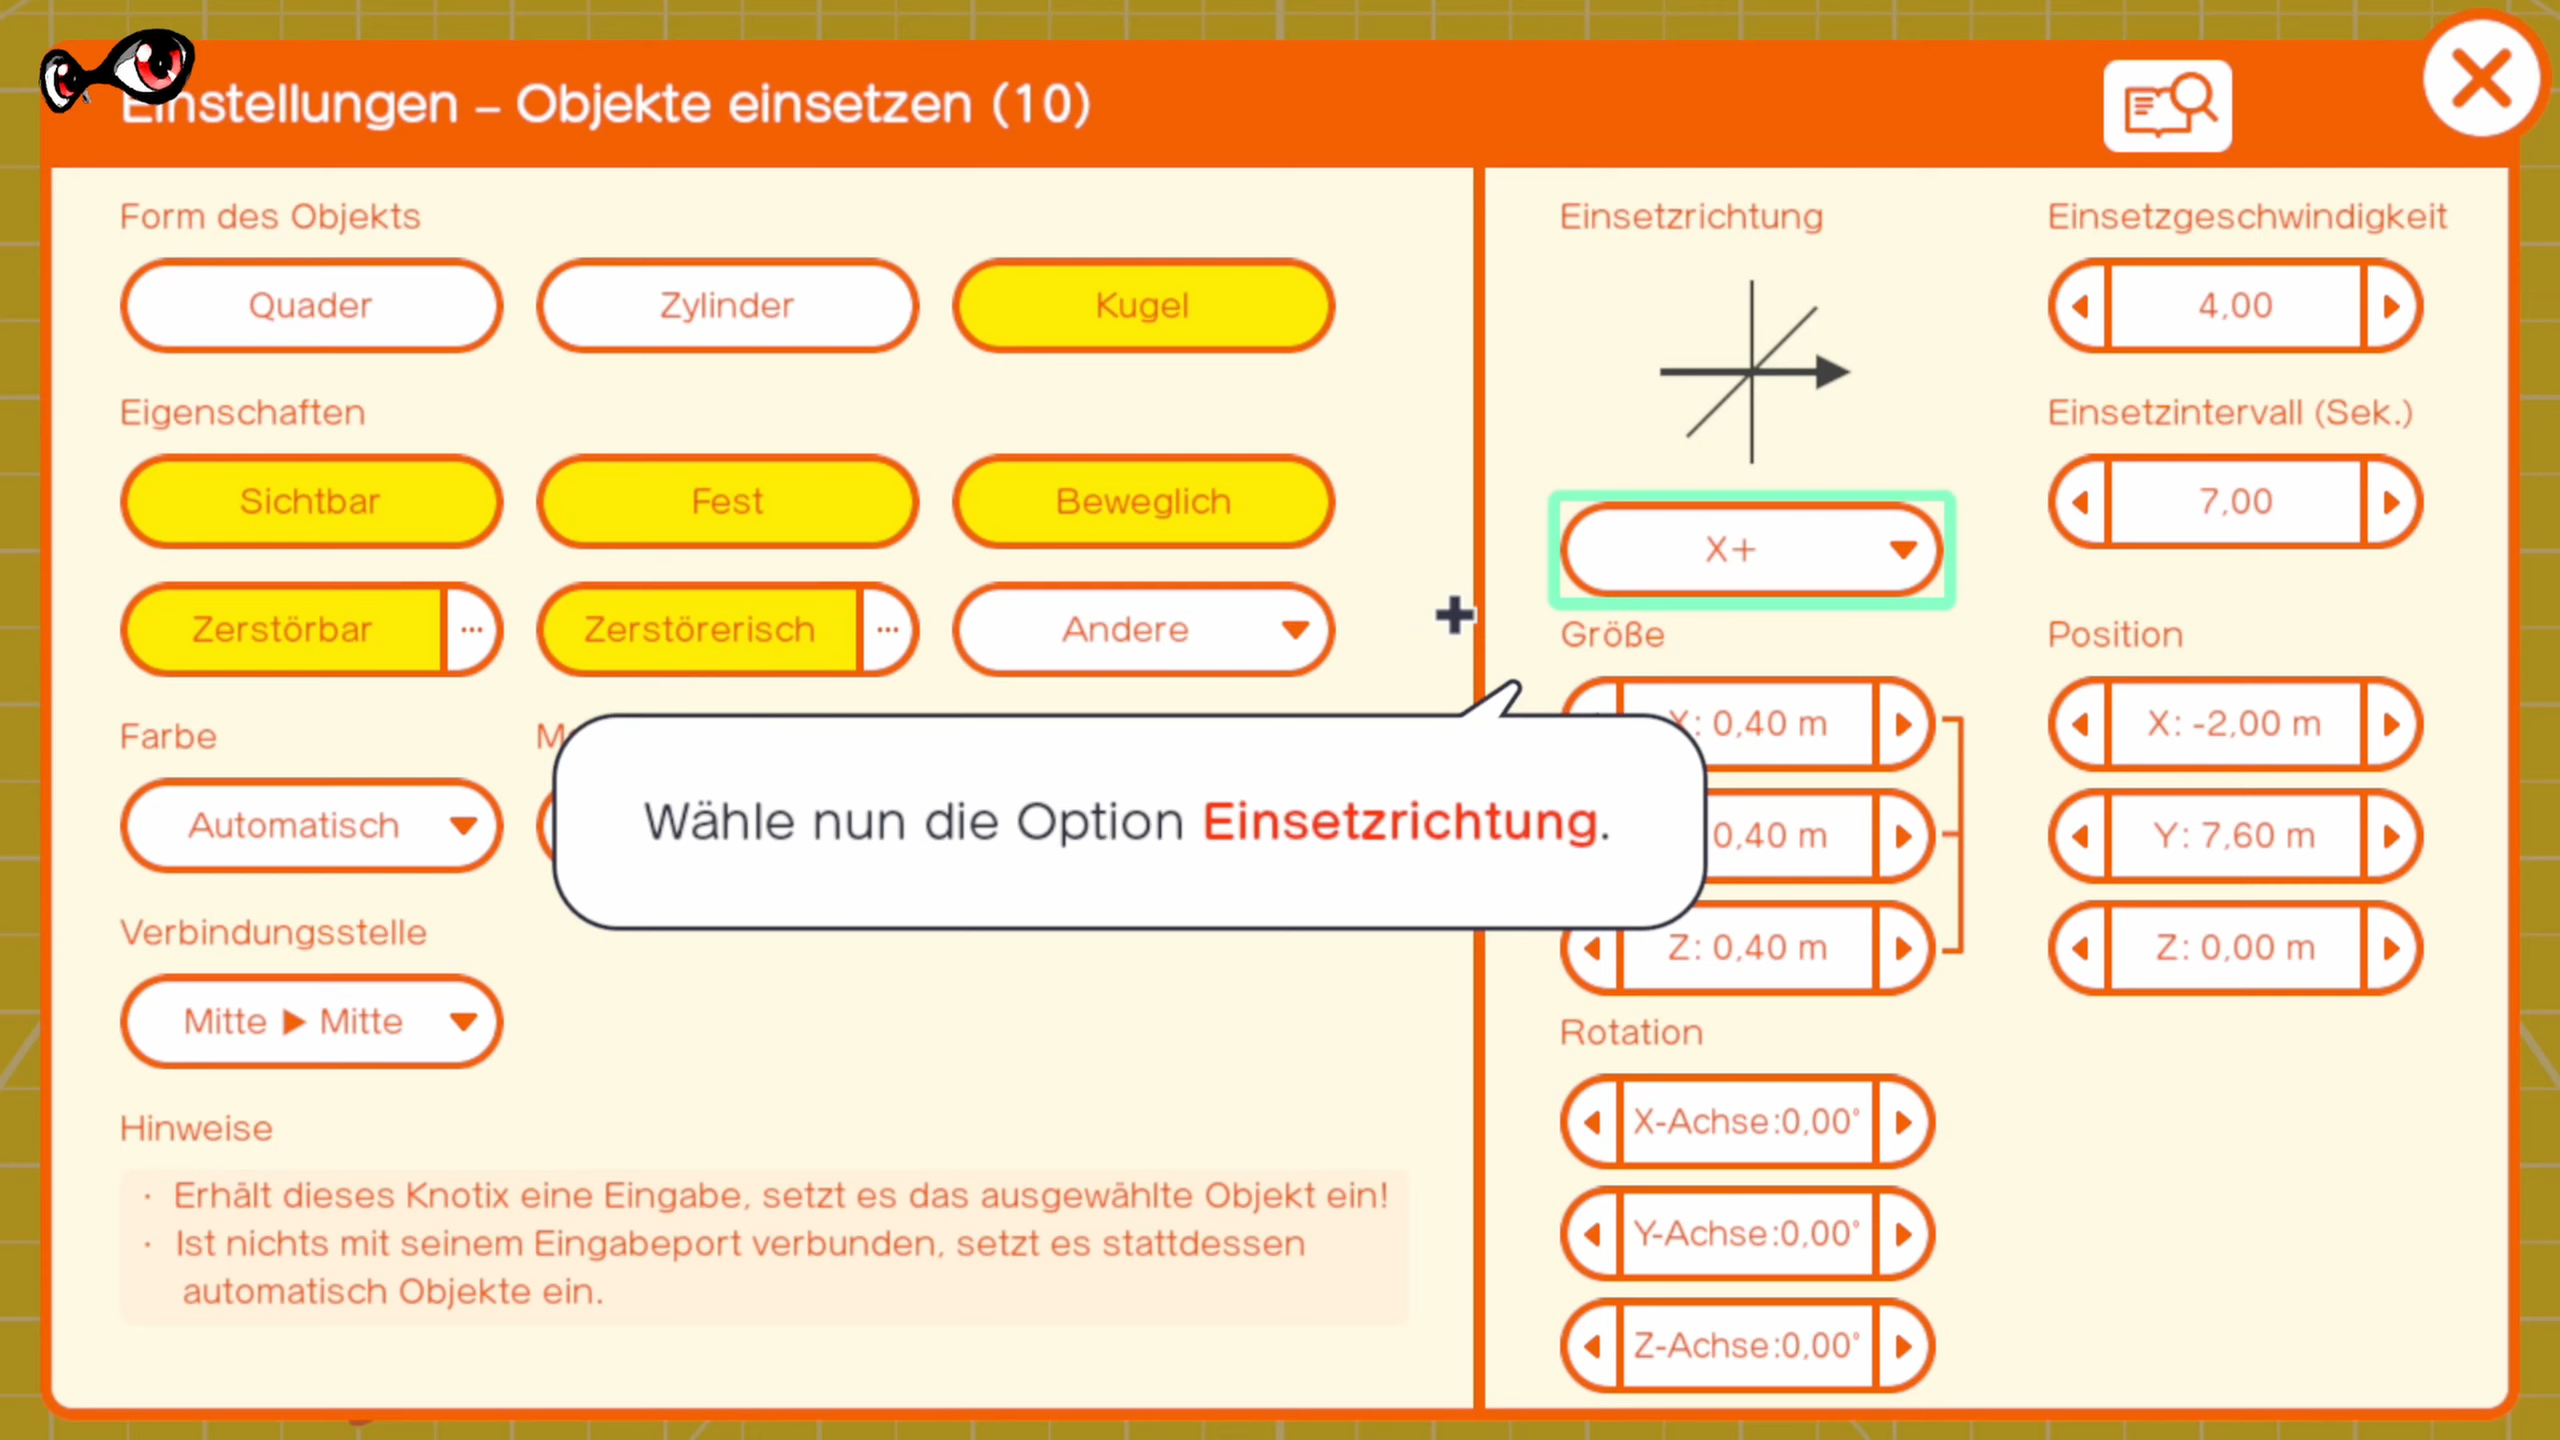 Einstellungen – Objekte einsetzen (10)
Form des Objekts
Quader
Zylinder
Kugel
Eigenschaften
Sichtbar
Fest
Beweglich
Zerstörbar
...
Zerstörerisch
...
Andere
Farbe
Automatisch
Verbindungsstelle
Mitte ▶ Mitte
Hinweise
· Erhält dieses Knotix eine Eingabe, setzt es das ausgewählte Objekt ein!
· Ist nichts mit seinem Eingabeport verbunden, setzt es stattdessen
automatisch Objekte ein.
Wähle nun die Option Einsetzrichtung.
Einsetzrichtung
X+
Einsetzgeschwindigkeit
4,00
Einsetzintervall (Sek.)
7,00
Größe
X: 0,40 m
0,40 m
Z: 0,40 m
Position
X: -2,00 m
Y: 7,60 m
Z: 0,00 m
Rotation
X-Achse:0,00°
Y-Achse:0,00°
Z-Achse:0,00°